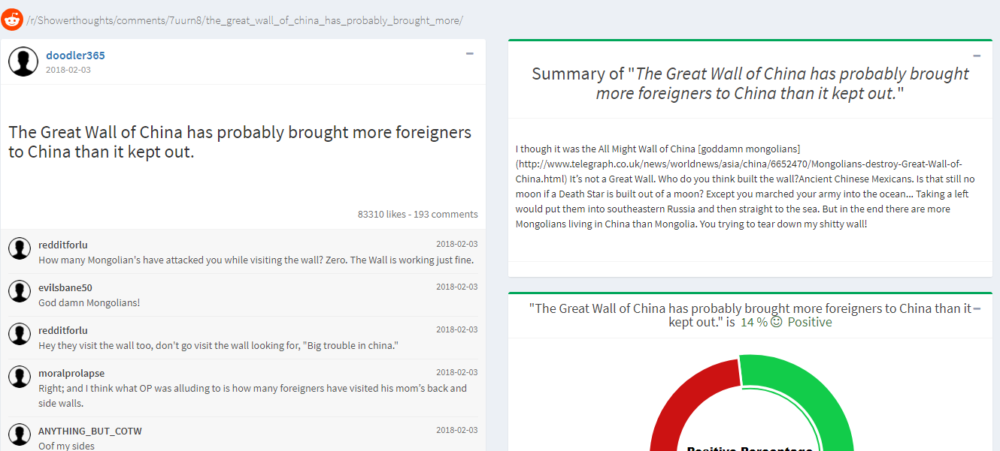 /r/Showerthoughts/comments/7uurn8/the_great_wall_of_china_has_probably_brought_more/
doodler365
2018-02-03
The Great Wall of China has probably brought more foreigners
to China than it kept out.
83310 likes - 193 comments
redditforlu
2018-02-03
How many Mongolian's have attacked you while visiting the wall? Zero. The Wall is working just fine.
evilsbane50
2018-02-03
God damn Mongolians!
redditforlu
2018-02-03
Hey they visit the wall too, don't go visit the wall looking for, "Big trouble in china."
moralprolapse
2018-02-03
Right; and I think what OP was alluding to is how many foreigners have visited his mom’s back and
side walls.
ANYTHING_BUT_COTW
2018-02-03
Oof my sides
Summary of "The Great Wall of China has probably brought
more foreigners to China than it kept out."
I though it was the All Might Wall of China [goddamn mongolians]
(http://www.telegraph.co.uk/news/worldnews/asia/china/6652470/Mongolians-destroy-Great-Wall-of-
China.html) It’s not a Great Wall. Who do you think built the wall?Ancient Chinese Mexicans. Is that still no
moon if a Death Star is built out of a moon? Except you marched your army into the ocean... Taking a left
would put them into southeastern Russia and then straight to the sea. But in the end there are more
Mongolians living in China than Mongolia. You trying to tear down my shitty wall!
"The Great Wall of China has probably brought more foreigners to China than it
kept out." is 14 % Positive
Positive Percentage